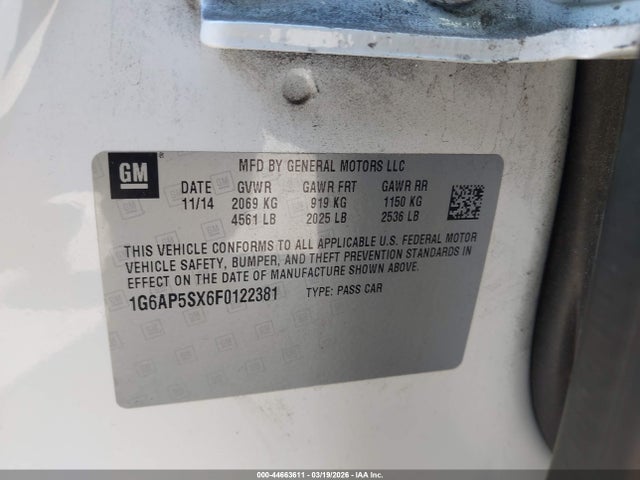 GM
MFD BY GENERAL MOTORS LLC
DATE GVWR GAWR FRT GAWR RR
11/14 2069 KG 919 KG 1150 KG
4561 LB 2025 LB 2536 LB
THIS VEHICLE CONFORMS TO ALL APPLICABLE U.S. FEDERAL MOTOR
VEHICLE SAFETY, BUMPER, AND THEFT PREVENTION STANDARDS IN
EFFECT ON THE DATE OF MANUFACTURE SHOWN ABOVE.
1G6AP5SX6F0122381 TYPE: PASS CAR
000-44663611 - 03/19/2026 - IAA Inc.